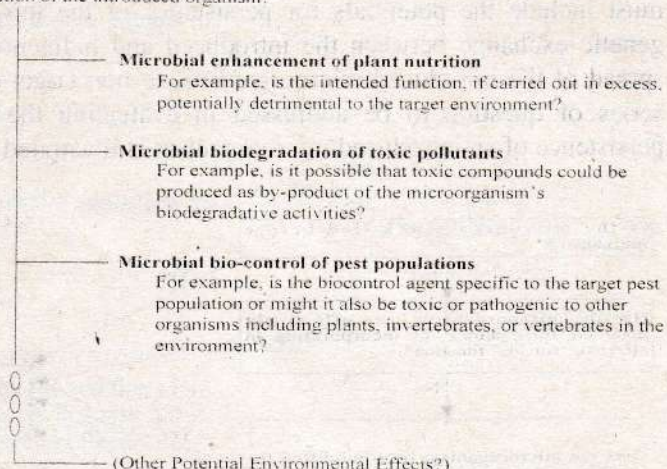 Microbial enhancement of plant nutrition
For example, is the intended function, if carried out in excess,
potentially detrimental to the target environment?
Microbial biodegradation of toxic pollutants
For example, is it possible that toxic compounds could be
produced as by-product of the microorganism's
biodegradative activities?
Microbial bio-control of pest populations
For example, is the biocontrol agent specific to the target pest
population or might it also be toxic or pathogenic to other
organisms including plants, invertebrates, or vertebrates in the
environment?
(Other Potential Environmental Effects?)